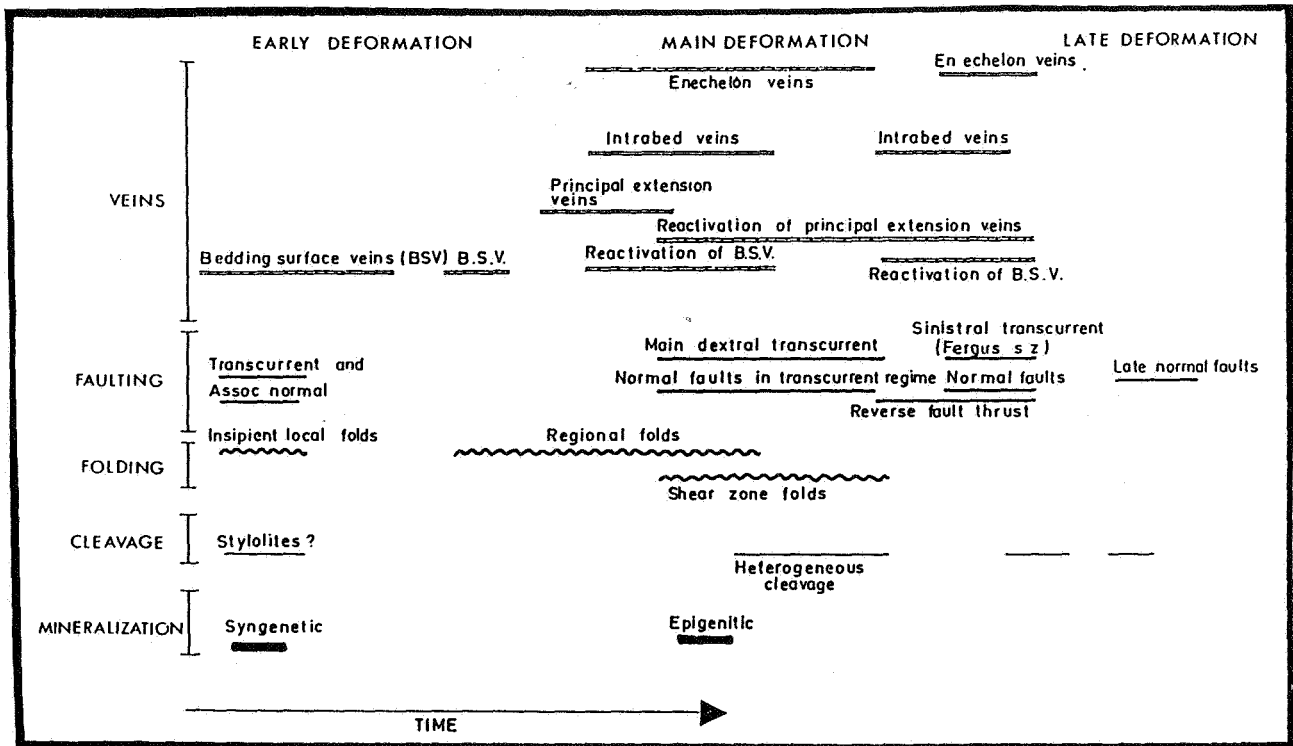 EARLY DEFORMATION
MAIN DEFORMATION
LATE DEFORMATION
En echelon veins
Enechelon veins
Intrabed veins
Intrabed veins
VEINS
Principal extension
veins
Reactivation of principal extension veins
Bedding surface veins (BSV) B.S.V.
Reactivation of B.S.V.
Reactivation of B.S.V.
FAULTING
Transcurrent and
Assoc normal
Main dextral transcurrent
Sinistral transcurrent
(Fergus s z)
Normal faults in transcurrent regime
Normal faults
Late normal faults
Reverse fault thrust
FOLDING
Insipient local folds
Regional folds
Shear zone folds
CLEAVAGE
Stylolites ?
Heterogeneous
cleavage
MINERALIZATION
Syngenetic
Epigenitic
TIME